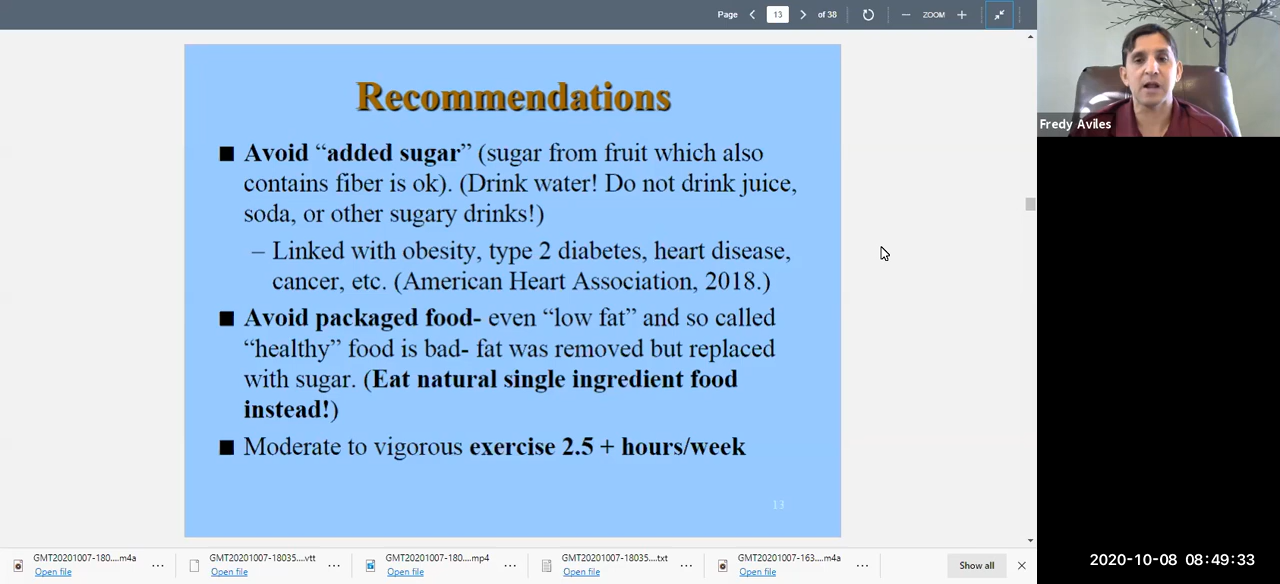 Page
13
of 38
ZOOM
Fredy Aviles
Recommendations
■ Avoid “added sugar” (sugar from fruit which also
contains fiber is ok). (Drink water! Do not drink juice,
soda, or other sugary drinks!)
– Linked with obesity, type 2 diabetes, heart disease,
cancer, etc. (American Heart Association, 2018.)
■ Avoid packaged food- even “low fat” and so called
“healthy” food is bad- fat was removed but replaced
with sugar. (Eat natural single ingredient food
instead!)
■ Moderate to vigorous exercise 2.5 + hours/week
13
GMT20201007-180....m4a
Open file
GMT20201007-18035....vtt
Open file
GMT20201007-180....mp4
Open file
GMT20201007-18035....txt
Open file
GMT20201007-163....m4a
Open file
Show all
2020-10-08 08:49:33